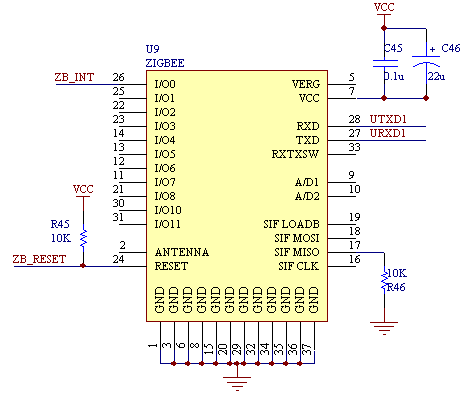 VCC
U9
ZIGBEE
C45
+ C46
0.1u
22u
ZB_INT 26 I/O0 VERG 5
25 I/O1 VCC 7
22 I/O2
23 I/O3 RXD 28 UTXD1
14 I/O4 TXD 27 URXD1
13 I/O5 RXTXSW 33
12 I/O6
11 I/O7 A/D1 9
21 I/O8 A/D2 10
VCC
30 I/O10
31 I/O11 SIF LOADB 19
R45
10K
SIF MOSI 18
2 ANTENNA SIF MISO 17
ZB_RESET 24 RESET SIF CLK 16
10K
R46
GND GND GND GND GND GND GND GND GND GND GND GND
1 3 6 8 15 20 29 32 34 35 36 37